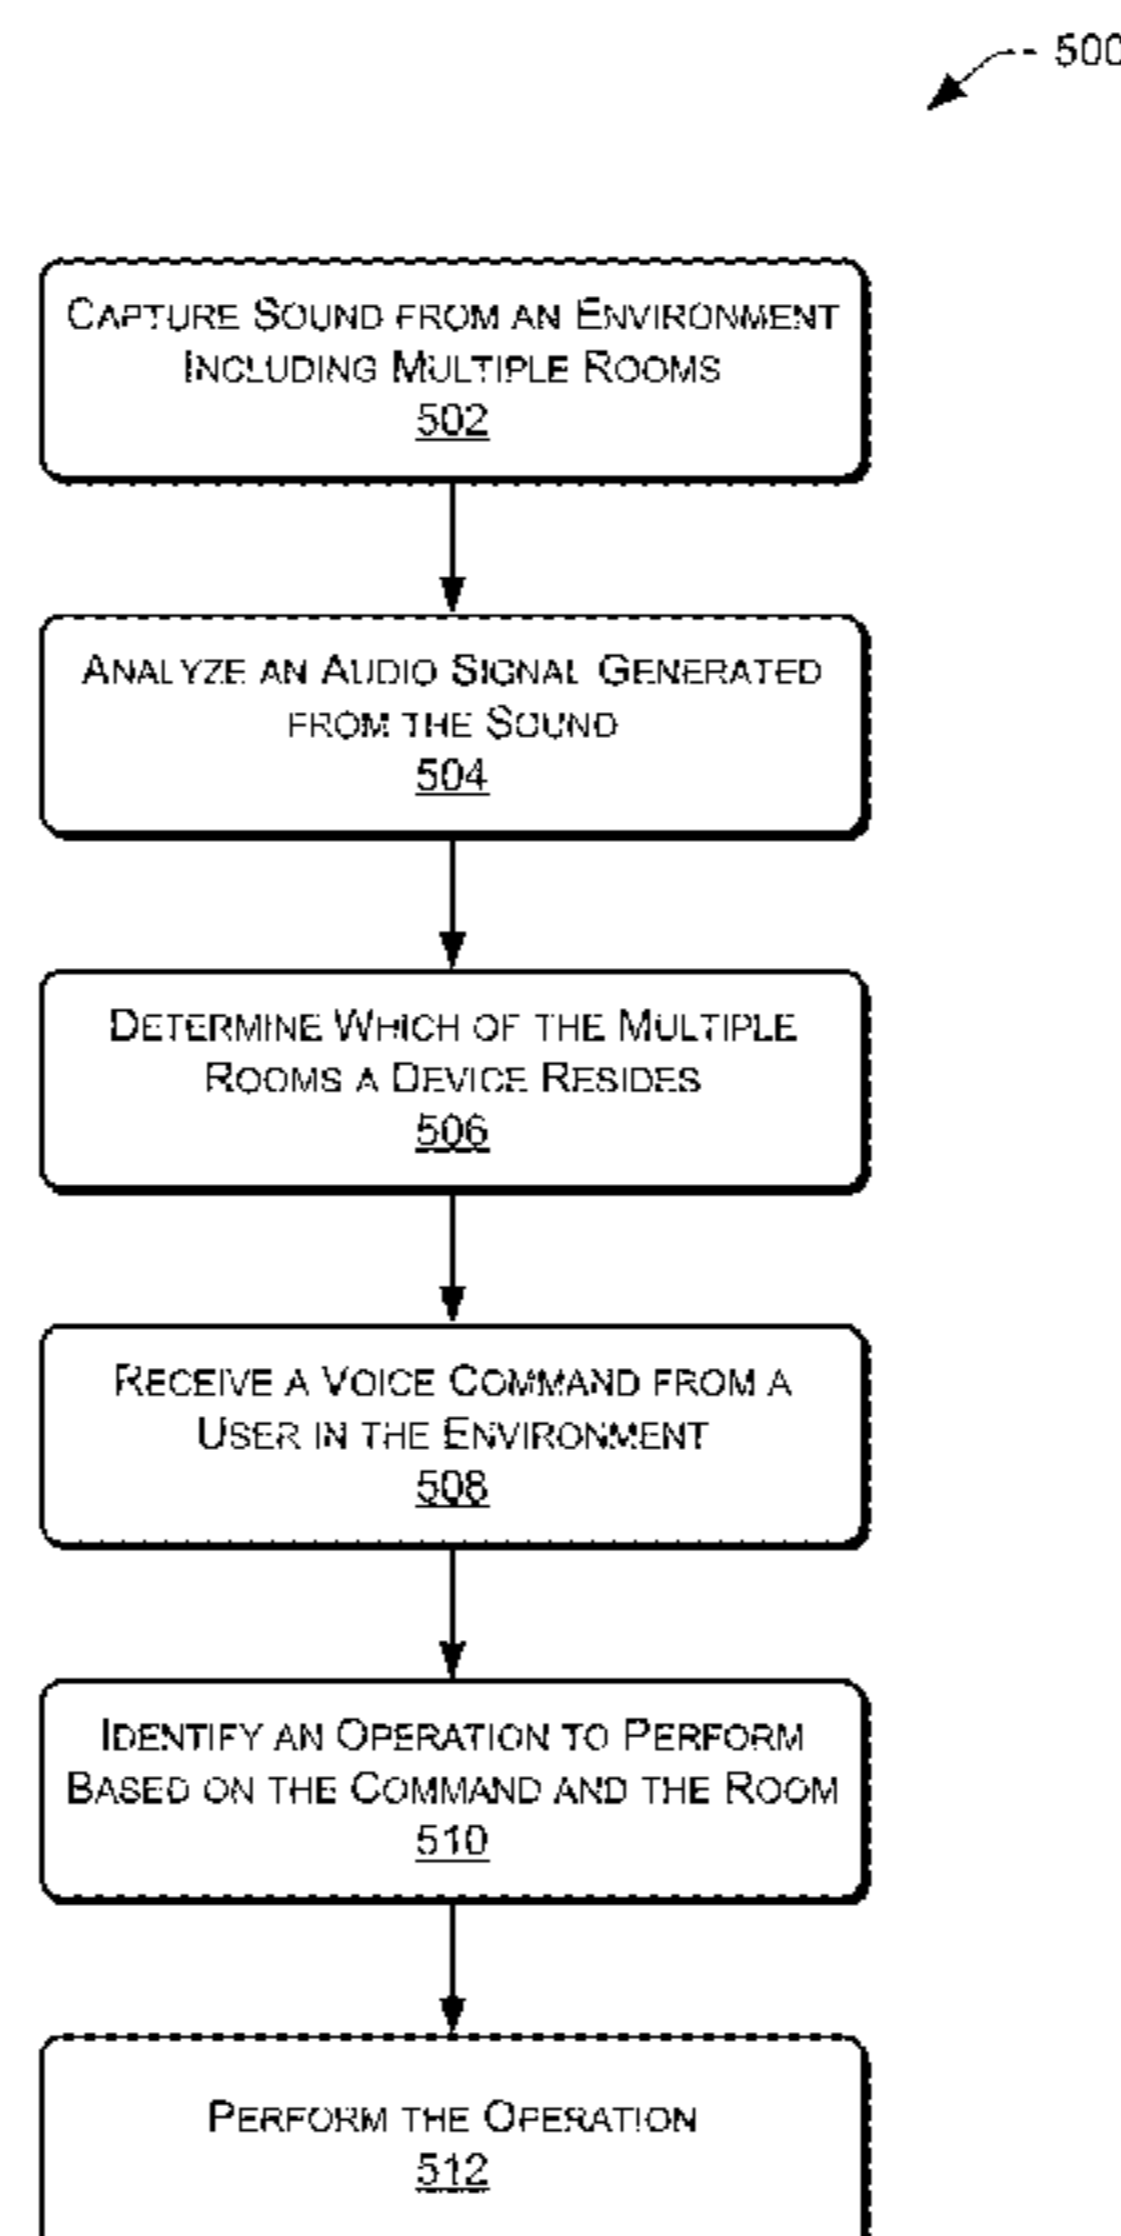 500
CAPTURE SOUND FROM AN ENVIRONMENT
INCLUDING MULTIPLE ROOMS
502
ANALYZE AN AUDIO SIGNAL GENERATED
FROM THE SOUND
504
DETERMINE WHICH OF THE MULTIPLE
ROOMS A DEVICE RESIDES
506
RECEIVE A VOICE COMMAND FROM A
USER IN THE ENVIRONMENT
508
IDENTIFY AN OPERATION TO PERFORM
BASED ON THE COMMAND AND THE ROOM
510
PERFORM THE OPERATION
512